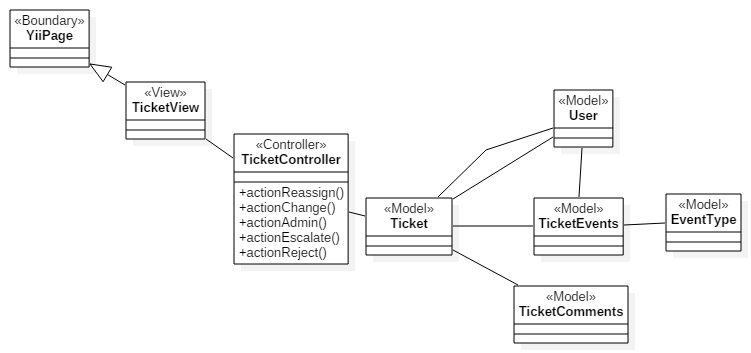 «Boundary»
YiiPage
«View»
TicketView
«Controller»
TicketController
+actionReassign()
+actionChange()
+actionAdmin()
+actionEscalate()
+actionReject()
«Model»
Ticket
«Model»
User
«Model»
TicketEvents
«Model»
EventType
«Model»
TicketComments